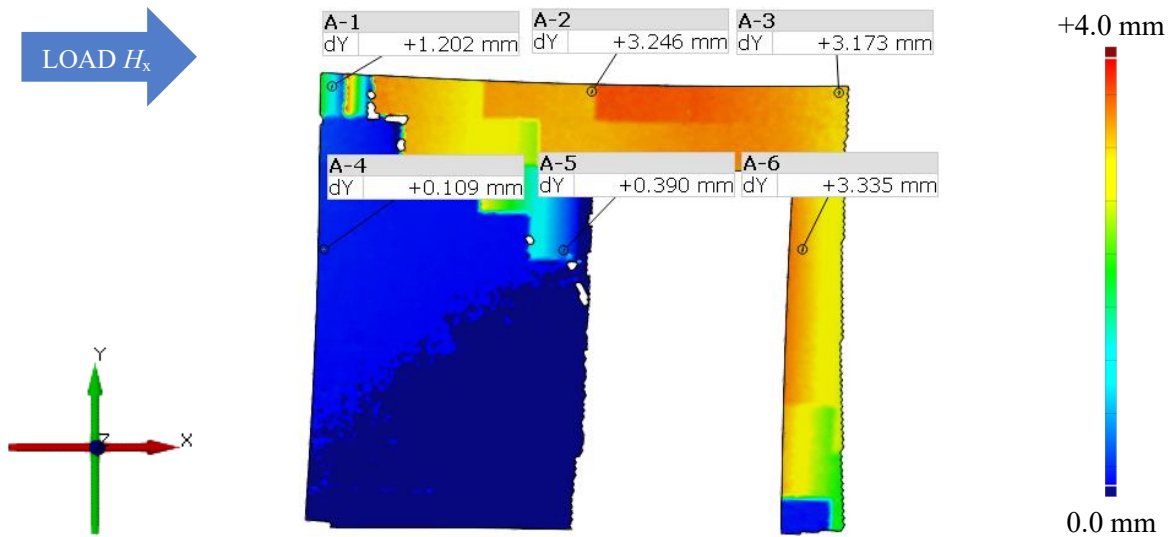 LOAD Hx
A-1
dY +1.202 mm
A-2
dY +3.246 mm
A-3
dY +3.173 mm
+4.0 mm
A-4
dY +0.109 mm
A-5
dY +0.390 mm
A-6
dY +3.335 mm
Y
Z
X
0.0 mm